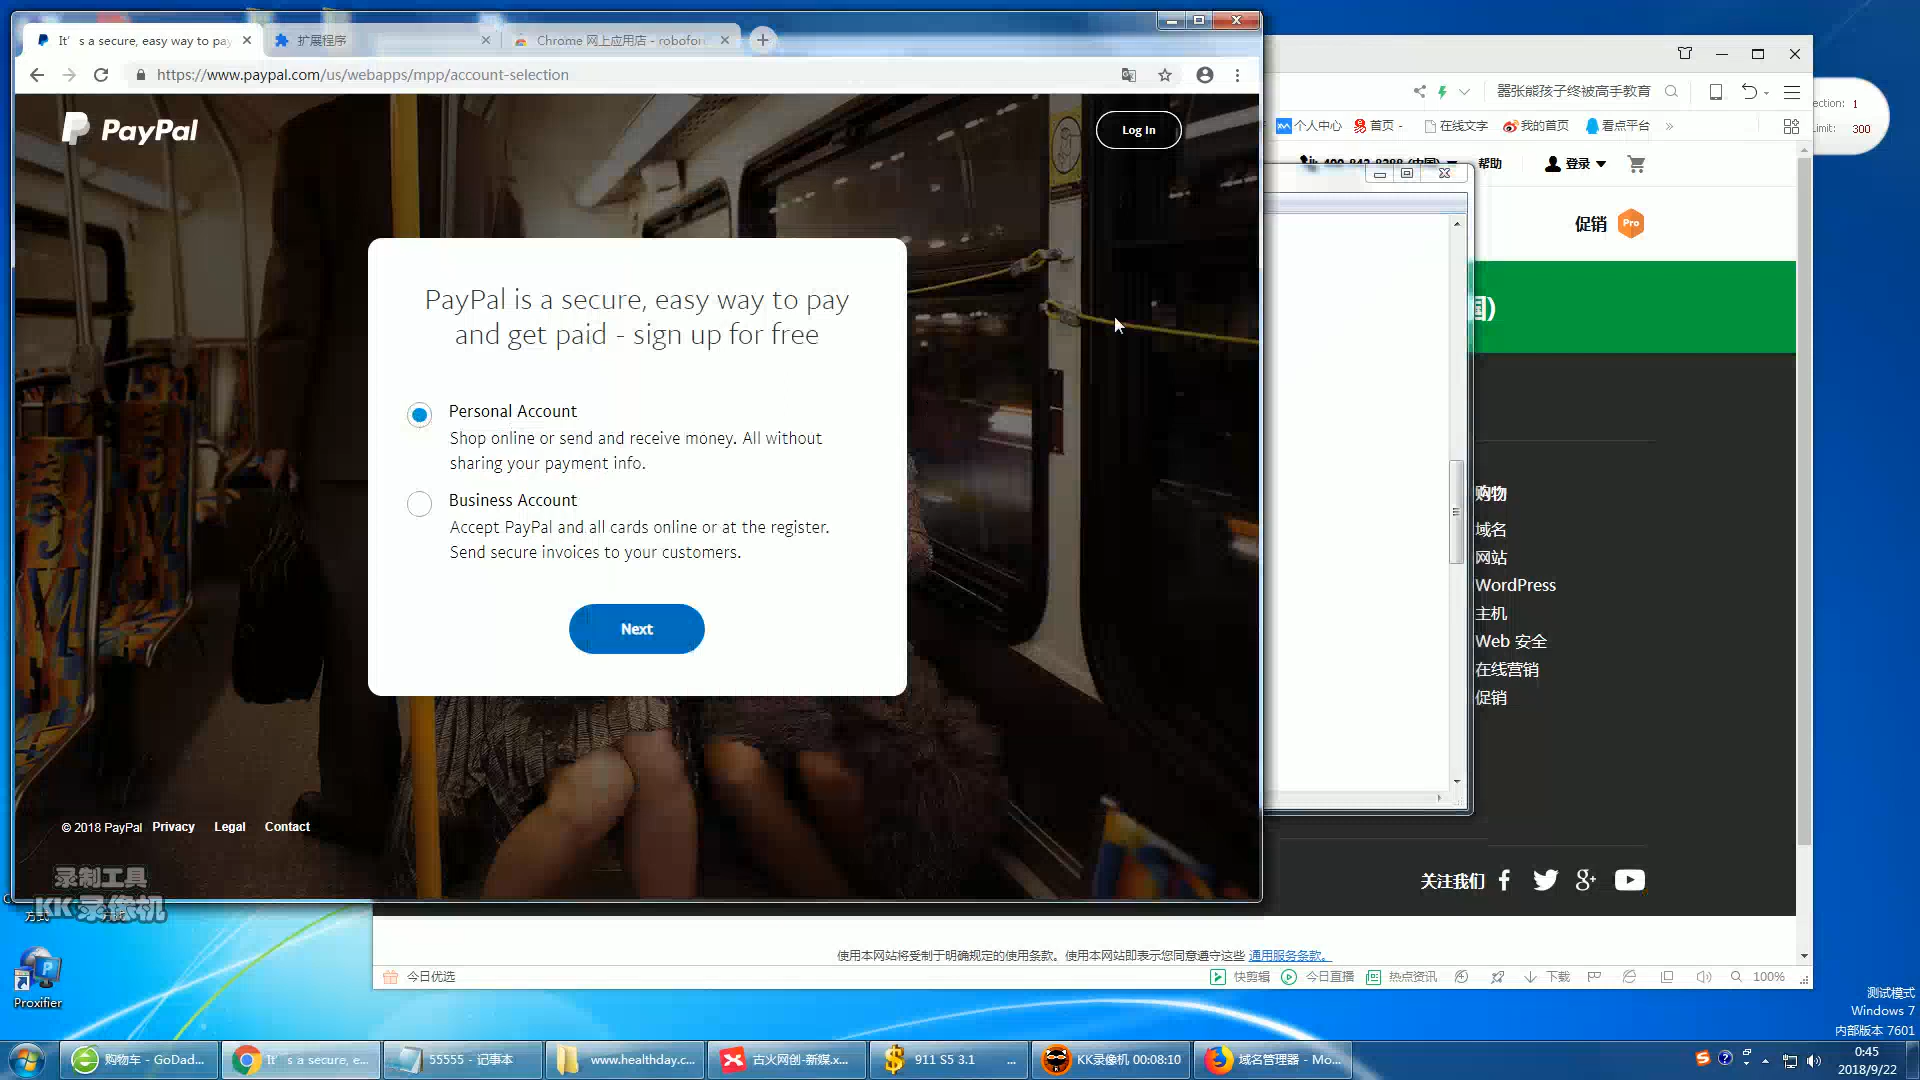 It's a secure, easy way to pay
扩展程序
Chrome 网上应用店 - robofor
https://www.paypal.com/us/webapps/mpp/account-selection
PayPal
Log In
PayPal is a secure, easy way to pay
and get paid - sign up for free
Personal Account
Shop online or send and receive money. All without
sharing your payment info.
Business Account
Accept PayPal and all cards online or at the register.
Send secure invoices to your customers.
Next
© 2018 PayPal Privacy Legal Contact
录制工具
KK录像机
方式
Proxifier
嚣张熊孩子终被高手教育
ection: 1
Limit: 300
个人中心 首页 在线文字 我的首页 看点平台 »
帮助 登录
促销 Pro
国)
购物
域名
网站
WordPress
主机
Web 安全
在线营销
促销
关注我们
使用本网站将受制于明确规定的使用条款。使用本网站即表示您同意遵守这些 通用服务条款。
今日优选
快剪辑 今日直播 热点资讯 下载 100%
测试模式
Windows 7
内部版本 7601
购物车 - GoDad...
It's a secure, e...
55555 - 记事本
www.healthday.c...
古火网创-新媒.x...
911 S5 3.1 ...
KK录像机 00:08:10
域名管理器 - Mo...
0:45
2018/9/22